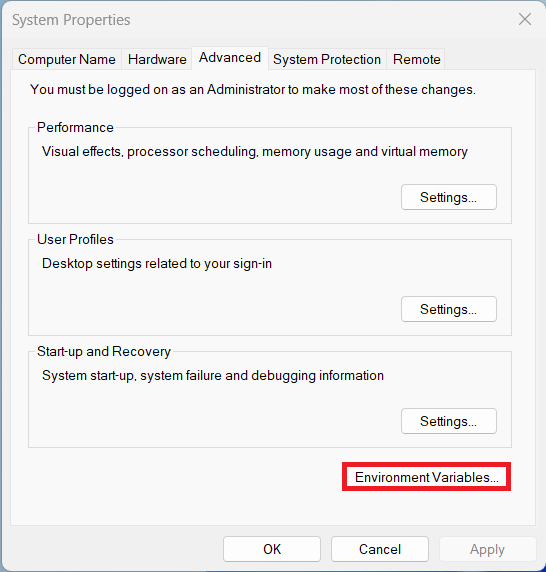 System Properties
Computer Name Hardware Advanced System Protection Remote
You must be logged on as an Administrator to make most of these changes.
Performance
Visual effects, processor scheduling, memory usage and virtual memory
Settings...
User Profiles
Desktop settings related to your sign-in
Settings...
Start-up and Recovery
System start-up, system failure and debugging information
Settings...
Environment Variables...
OK Cancel Apply